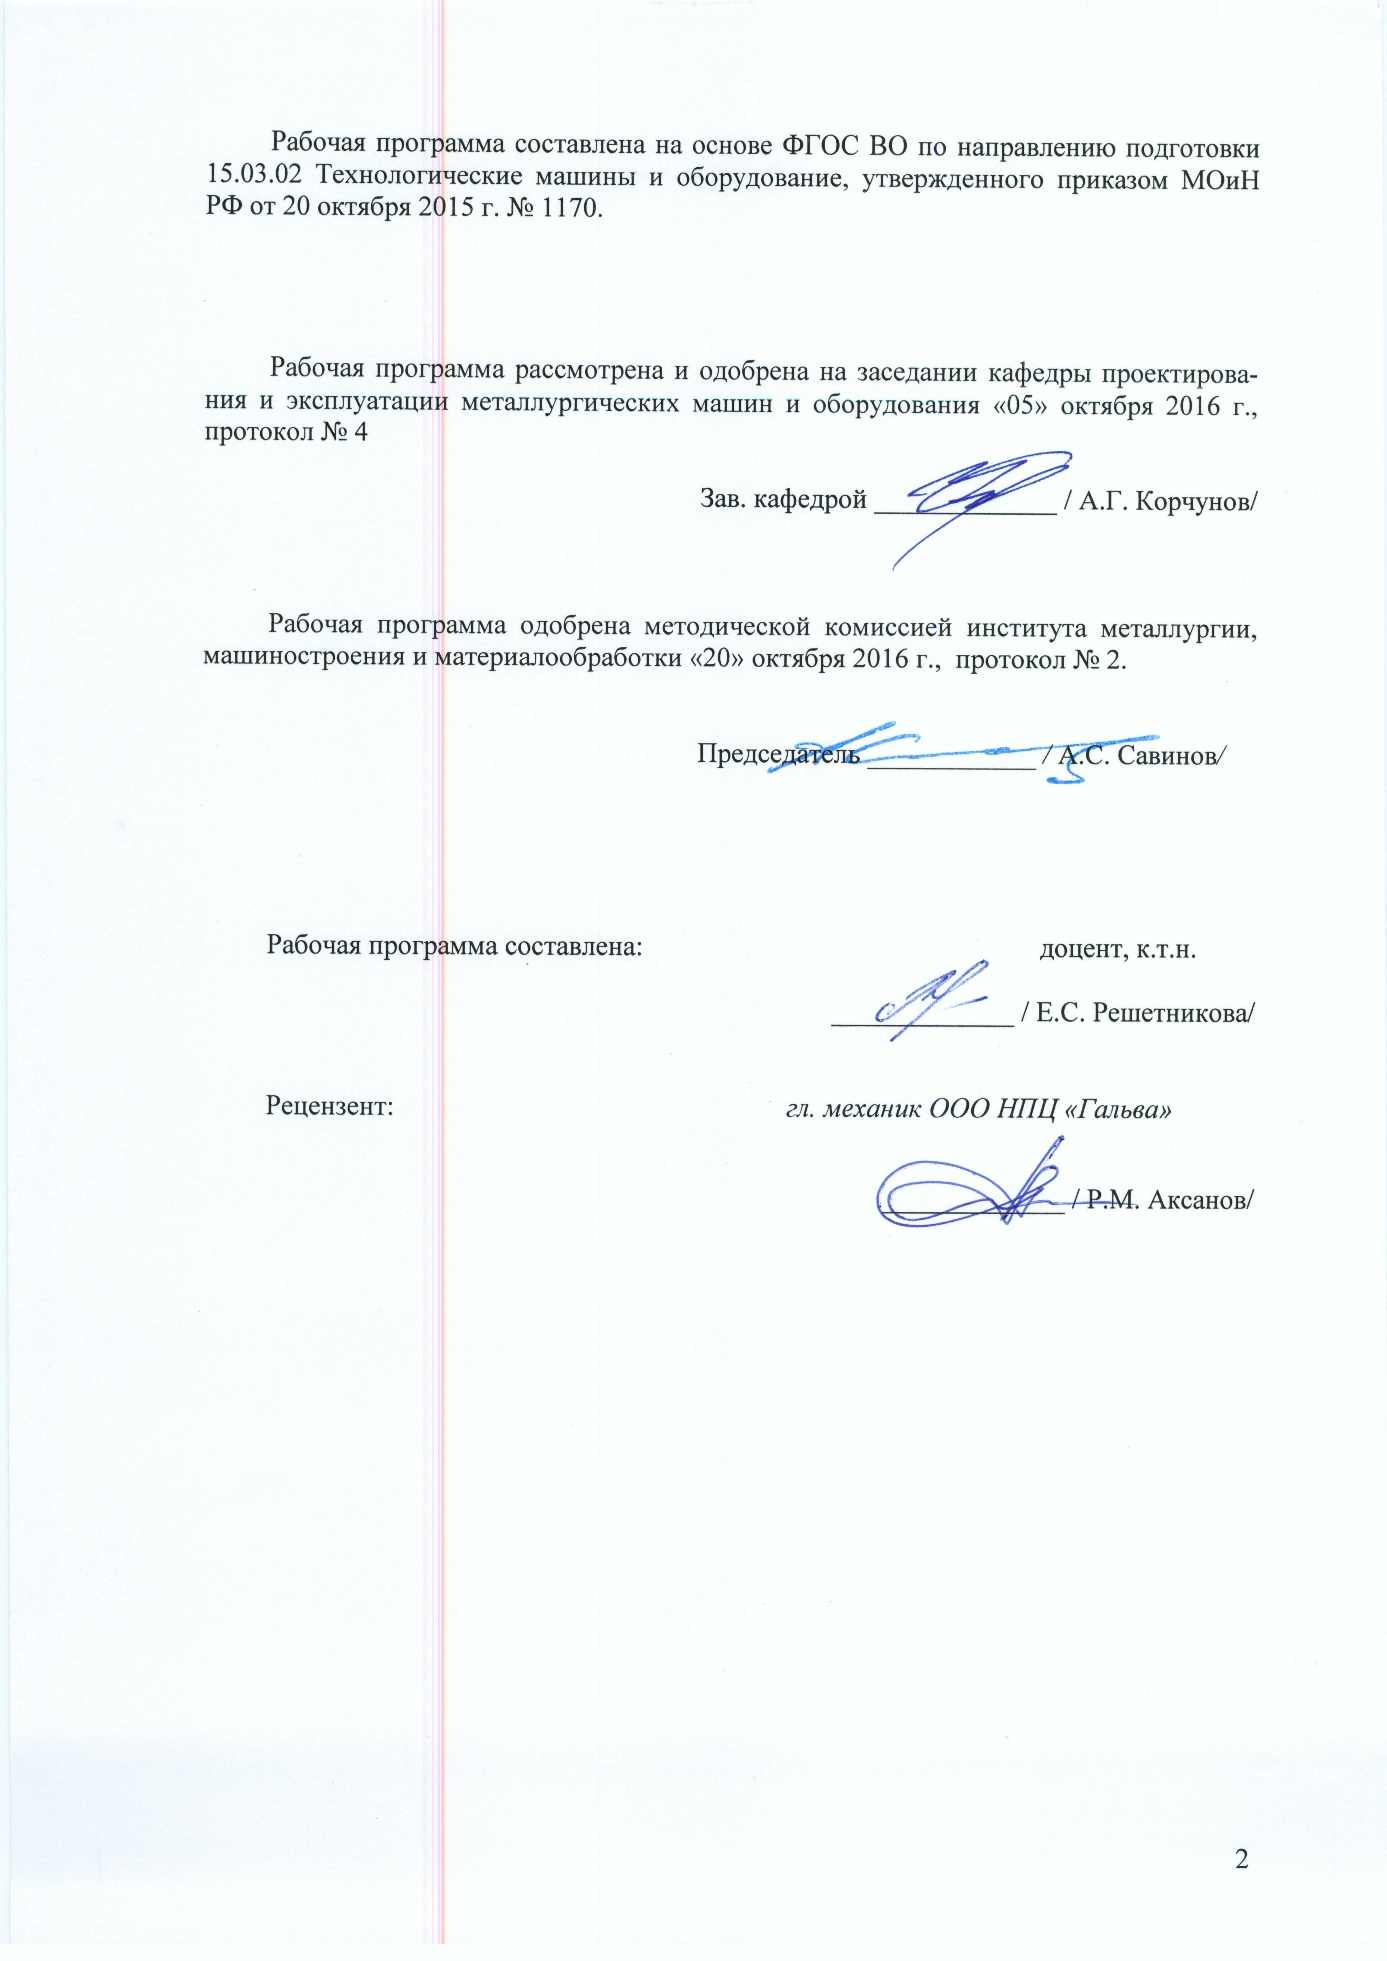 Рабочая программа составлена на основе ФГОС ВО по направлению подготовки
15.03.02 Технологические машины и оборудование, утвержденного приказом МОиН
РФ от 20 октября 2015 г. № 1170.
Рабочая программа рассмотрена и одобрена на заседании кафедры проектирова-
ния и эксплуатации металлургических машин и оборудования «05» октября 2016 г.,
протокол № 4
Зав. кафедрой _____________ / А.Г. Корчунов/
Рабочая программа одобрена методической комиссией института металлургии,
машиностроения и материалообработки «20» октября 2016 г., протокол № 2.
Председатель ____________ / А.С. Савинов/
Рабочая программа составлена: доцент, к.т.н.
_____________ / Е.С. Решетникова/
Рецензент: гл. механик ООО НПЦ «Гальва»
_____________ / Р.М. Аксанов/
2